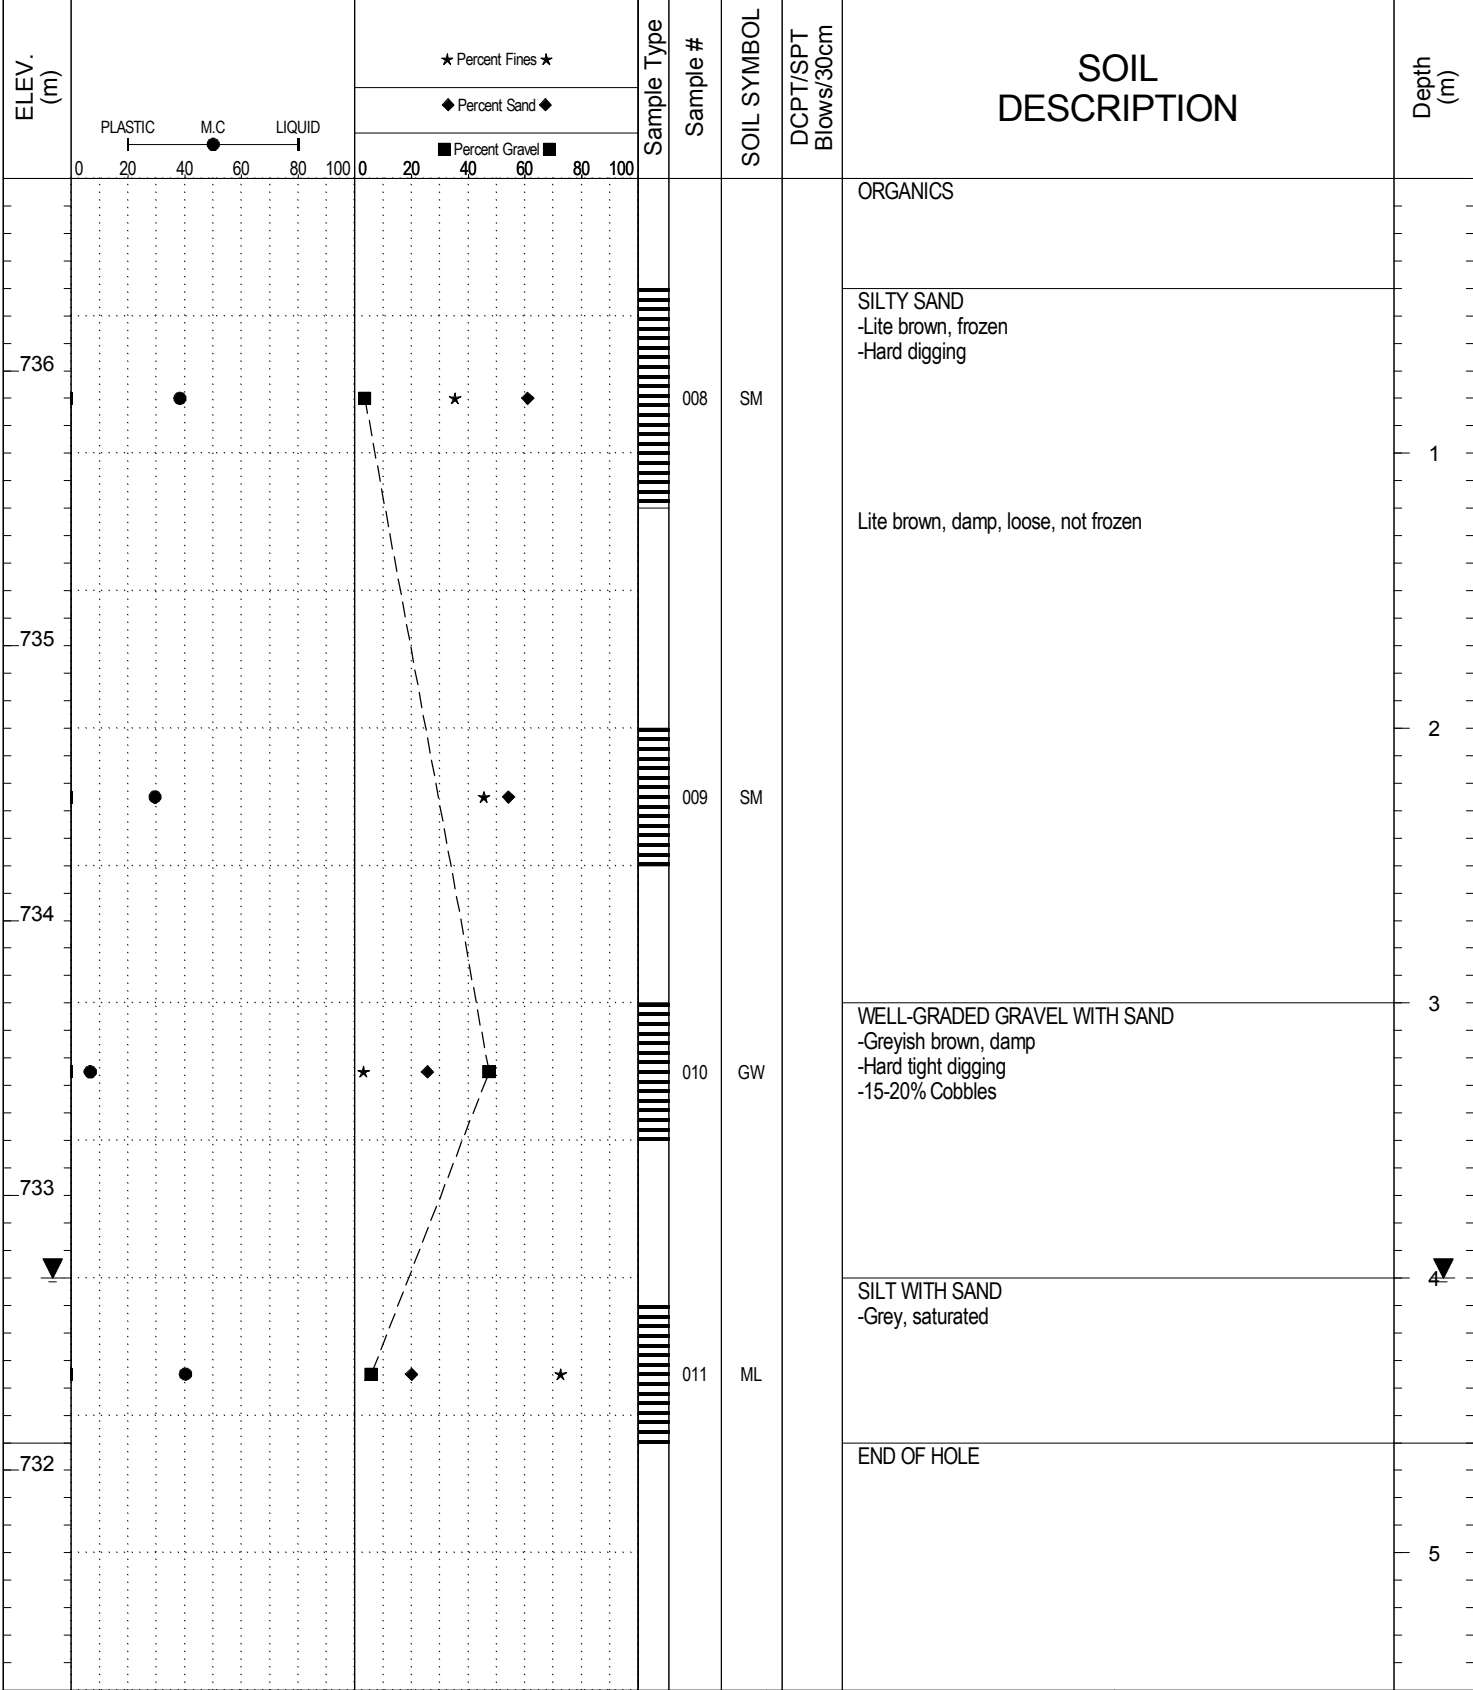 ELEV.
(m)
PLASTIC M.C LIQUID
0 20 40 60 80 100
Percent Fines
Percent Sand
Percent Gravel
0 20 40 60 80 100
Sample Type
Sample #
SOIL SYMBOL
DCPT/SPT
Blows/30cm
SOIL
DESCRIPTION
Depth
(m)
ORGANICS
SILTY SAND
-Lite brown, frozen
-Hard digging
736
008 SM
1
Lite brown, damp, loose, not frozen
735
2
009 SM
734
3
WELL-GRADED GRAVEL WITH SAND
-Greyish brown, damp
-Hard tight digging
-15-20% Cobbles
010 GW
733
4
SILT WITH SAND
-Grey, saturated
011 ML
END OF HOLE
732
5